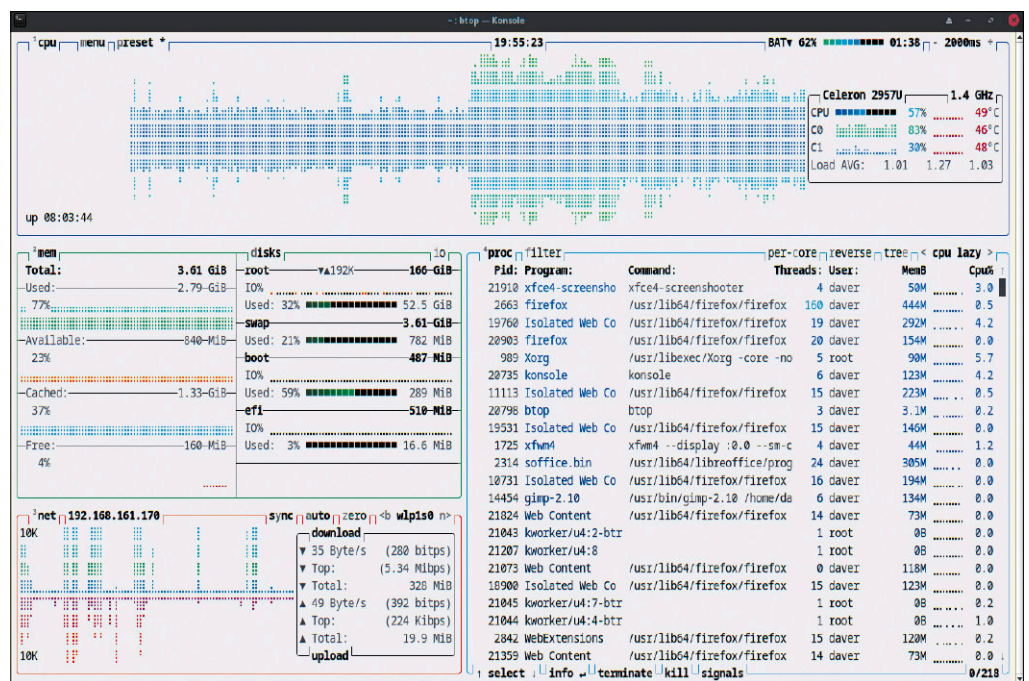 ~ : btop — Konsole
¹cpu menu preset * 19:55:23 BAT▼ 62% 01:38 - 2000ms +
Celeron 2957U 1.4 GHz
CPU 57% 49°C
C0 83% 46°C
C1 30% 48°C
Load AVG: 1.01 1.27 1.03
up 08:03:44
²mem
Total: 3.61 GiB
Used: 2.79 GiB
77%
Available: 840 MiB
23%
Cached: 1.33 GiB
37%
Free: 160 MiB
4%
disks io
root ▼▲192K 166 GiB
IO%
Used: 32% 52.5 GiB
swap 3.61 GiB
Used: 21% 782 MiB
boot 487 MiB
IO%
Used: 59% 289 MiB
efi 510 MiB
IO%
Used: 3% 16.6 MiB
³net 192.168.161.170 sync auto zero <b wlp1s0 n>
10K
10K
download
▼ 35 Byte/s (280 bitps)
▼ Top: (5.34 Mibps)
▼ Total: 328 MiB
▲ 49 Byte/s (392 bitps)
▲ Top: (224 Kibps)
▲ Total: 19.9 MiB
upload
⁴proc filter per-core reverse tree < cpu lazy >
Pid: Program: Command: Threads: User: MemB Cpu% ↑
21910 xfce4-screensho xfce4-screenshooter 4 daver 50M 3.0
2663 firefox /usr/lib64/firefox/firefox 160 daver 444M 0.5
19760 Isolated Web Co /usr/lib64/firefox/firefox 19 daver 292M 4.2
20903 firefox /usr/lib64/firefox/firefox 20 daver 154M 0.0
989 Xorg /usr/libexec/Xorg -core -no 5 root 90M 5.7
20735 konsole konsole 6 daver 123M 4.2
11113 Isolated Web Co /usr/lib64/firefox/firefox 15 daver 223M 0.5
20798 btop btop 3 daver 3.1M 0.2
19531 Isolated Web Co /usr/lib64/firefox/firefox 15 daver 146M 0.0
1725 xfwm4 xfwm4 --display :0.0 --sm-c 4 daver 44M 1.2
2314 soffice.bin /usr/lib64/libreoffice/prog 24 daver 305M 0.0
10731 Isolated Web Co /usr/lib64/firefox/firefox 16 daver 194M 0.0
14454 gimp-2.10 /usr/bin/gimp-2.10 /home/da 6 daver 134M 0.0
21824 Web Content /usr/lib64/firefox/firefox 14 daver 73M 0.0
21043 kworker/u4:2-btr 1 root 0B 0.0
21207 kworker/u4:8 1 root 0B 0.0
21073 Web Content /usr/lib64/firefox/firefox 0 daver 118M 0.0
18900 Isolated Web Co /usr/lib64/firefox/firefox 15 daver 123M 0.0
21045 kworker/u4:7-btr 1 root 0B 0.2
21044 kworker/u4:4-btr 1 root 0B 1.0
2842 WebExtensions /usr/lib64/firefox/firefox 15 daver 120M 0.2
21359 Web Content /usr/lib64/firefox/firefox 14 daver 73M 0.0 ↓
↑ select ↓ info ↵ terminate kill signals 0/218